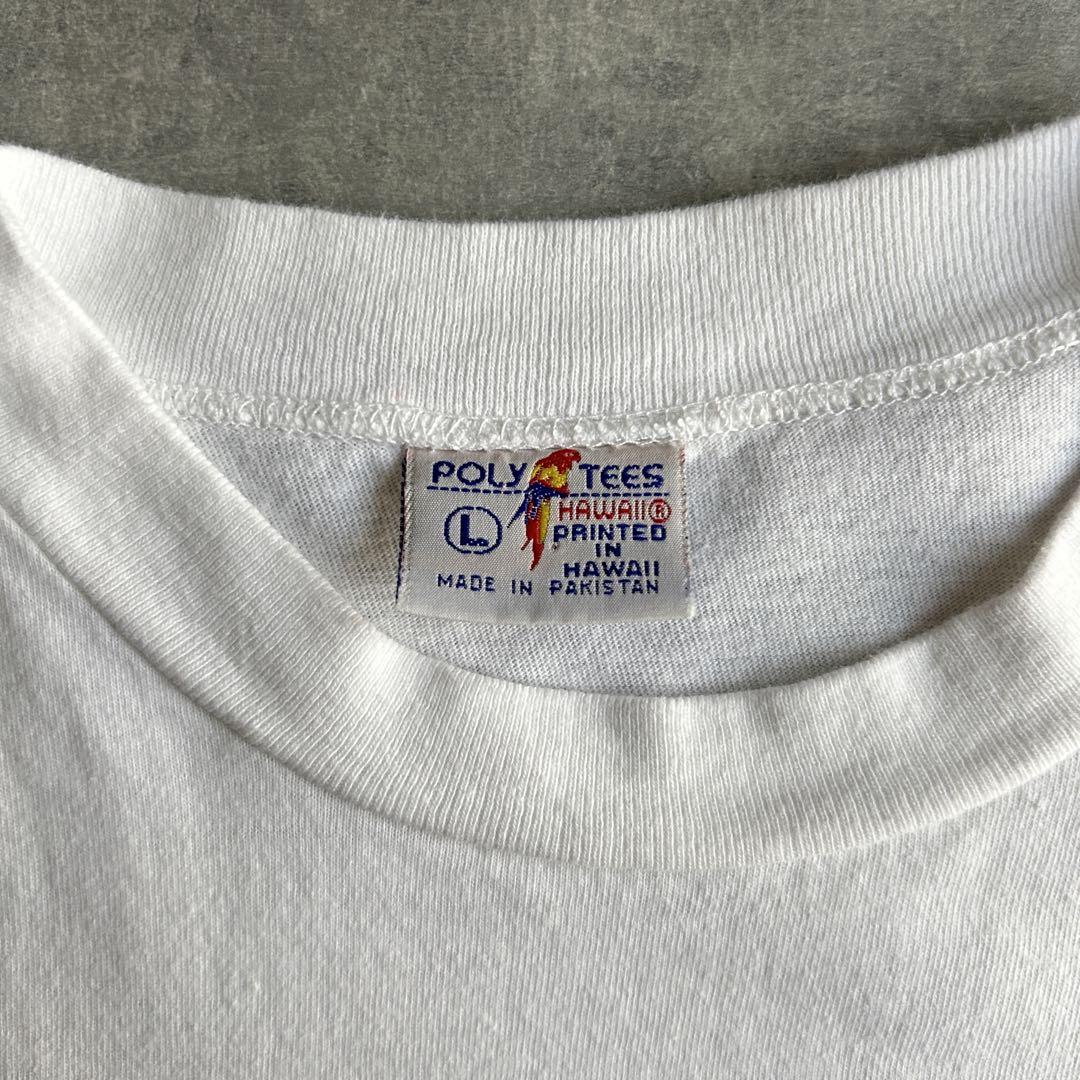 POLY TEES
L
HAWAII®
PRINTED
IN
HAWAII
MADE IN PAKISTAN